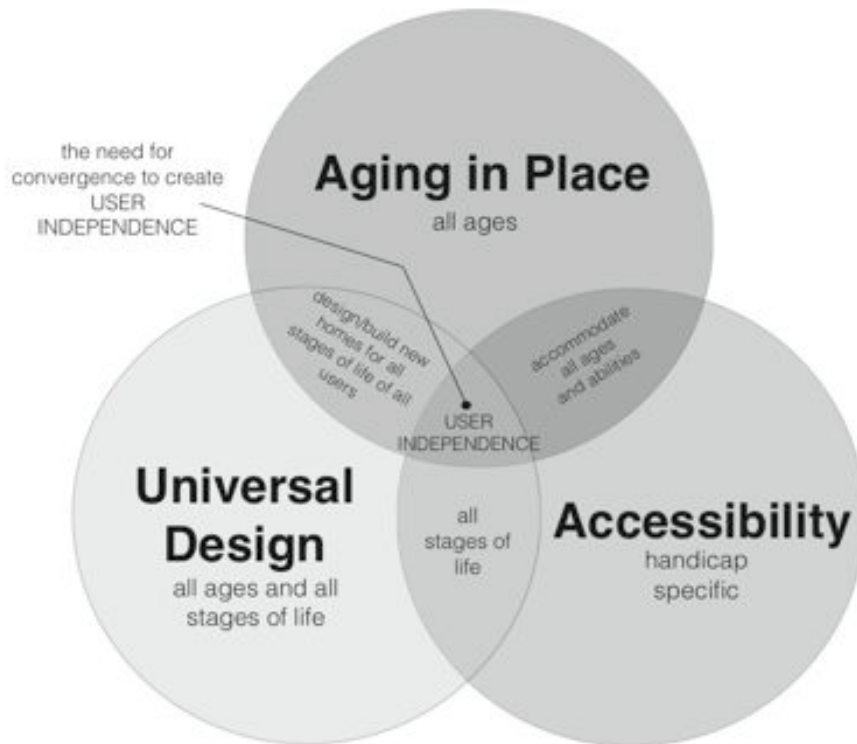 the need for
convergence to create
USER
INDEPENDENCE
Aging in Place
all ages
design/build new
homes for all
stages of life of all
users
accommodate
all ages
and abilities
USER
INDEPENDENCE
Universal
Design
all ages and all
stages of life
all
stages of
life
Accessibility
handicap
specific